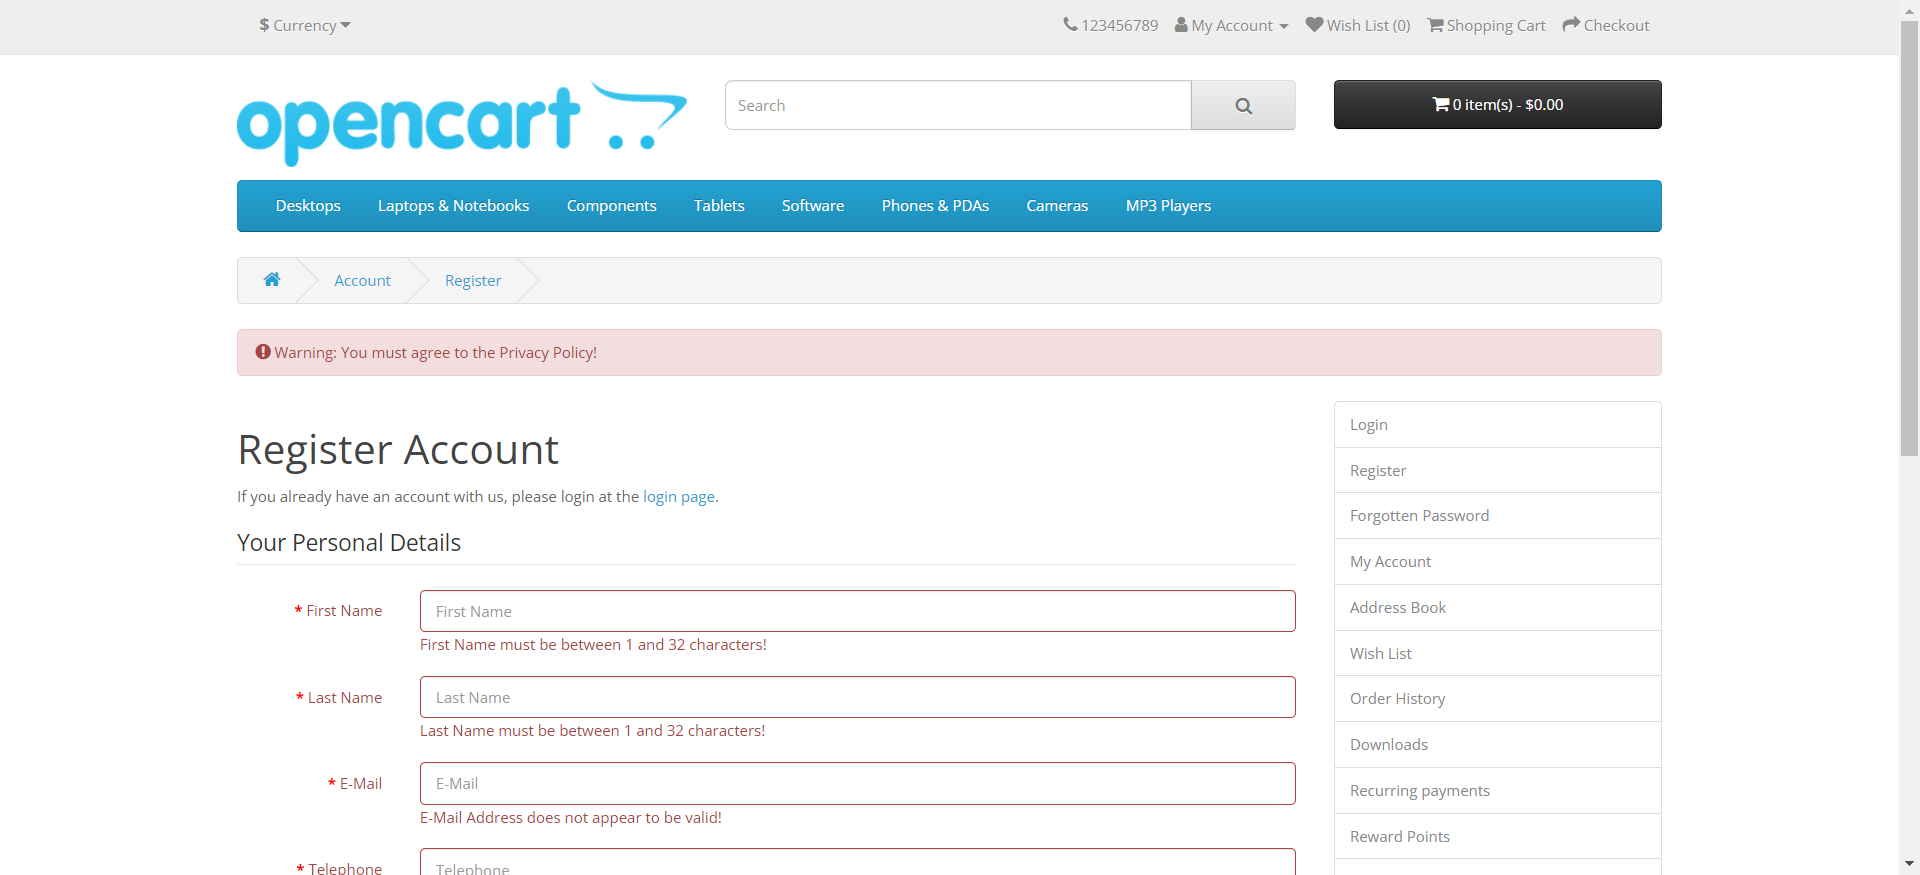 $ Currency
123456789 My Account Wish List (0) Shopping Cart Checkout
opencart
Search
0 item(s) - $0.00
Desktops Laptops & Notebooks Components Tablets Software Phones & PDAs Cameras MP3 Players
Account Register
Warning: You must agree to the Privacy Policy!
Register Account
If you already have an account with us, please login at the login page.
Your Personal Details
* First Name
First Name
First Name must be between 1 and 32 characters!
* Last Name
Last Name
Last Name must be between 1 and 32 characters!
* E-Mail
E-Mail
E-Mail Address does not appear to be valid!
* Telephone
Telephone
Login
Register
Forgotten Password
My Account
Address Book
Wish List
Order History
Downloads
Recurring payments
Reward Points